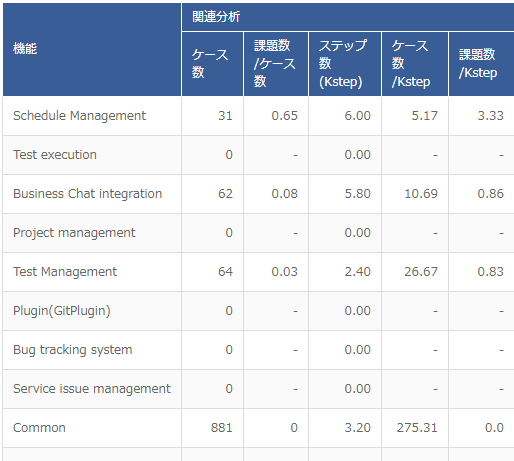 機能
関連分析
ケース
数
課題数
/ケース
数
ステップ
数
(Kstep)
ケース
数
/Kstep
課題数
/Kstep
Schedule Management 31 0.65 6.00 5.17 3.33
Test execution 0 - 0.00 - -
Business Chat integration 62 0.08 5.80 10.69 0.86
Project management 0 - 0.00 - -
Test Management 64 0.03 2.40 26.67 0.83
Plugin(GitPlugin) 0 - 0.00 - -
Bug tracking system 0 - 0.00 - -
Service issue management 0 - 0.00 - -
Common 881 0 3.20 275.31 0.0